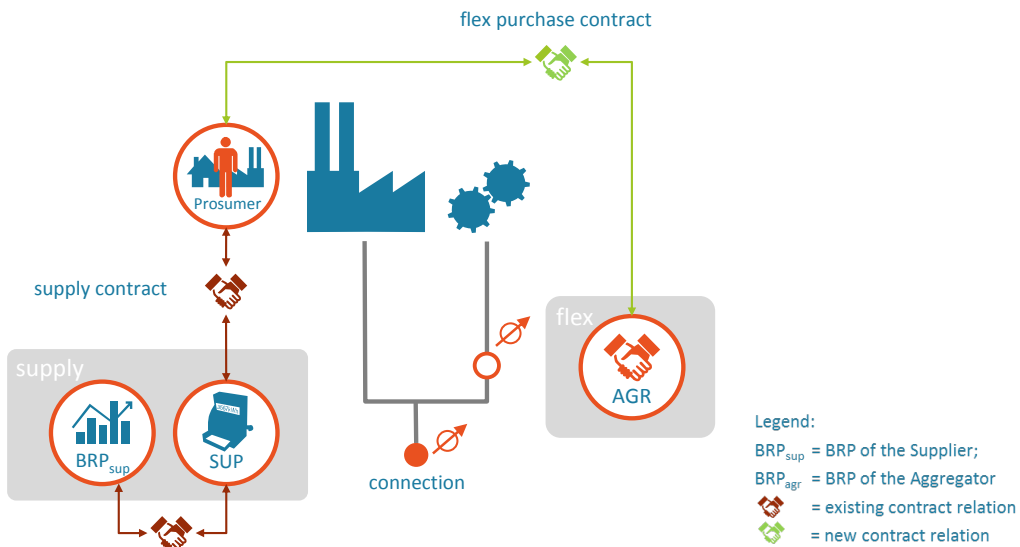 flex purchase contract
Prosumer
supply contract
flex
supply
AGR
BRPsup
SUP
connection
Legend:
BRPsup = BRP of the Supplier;
BRPagr = BRP of the Aggregator
= existing contract relation
= new contract relation